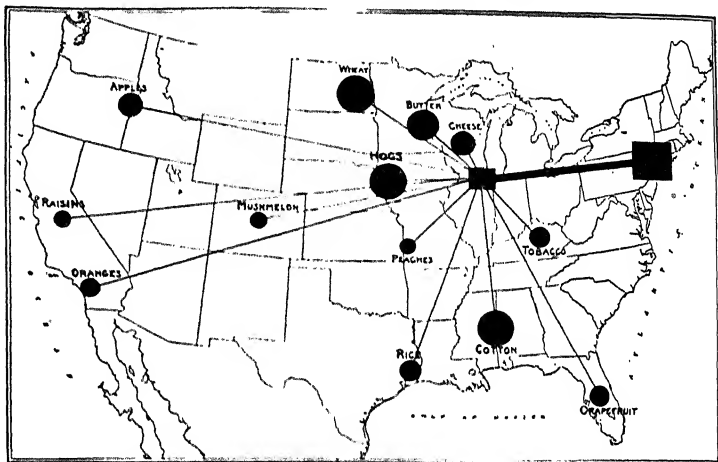 WHEAT
APPLES
BUTTER
CHEESE
HOGS
RAISINS
MUSKMELON
TOBACCO
PEACHES
ORANGES
RICE
COTTON
GRAPEFRUIT